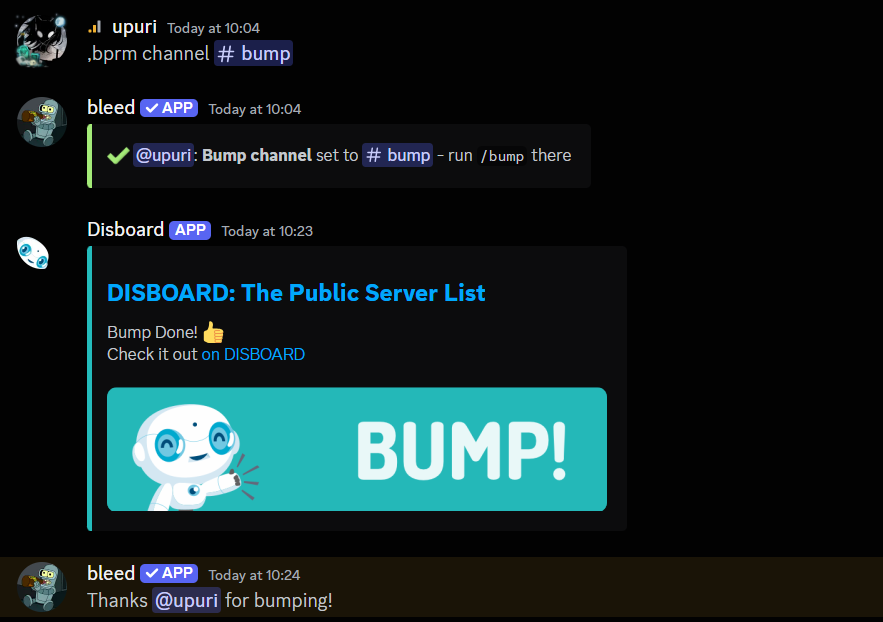 upuri Today at 10:04
,bprm channel # bump
bleed ✓ APP Today at 10:04
@upuri: Bump channel set to # bump - run /bump there
Disboard APP Today at 10:23
DISBOARD: The Public Server List
Bump Done! 👍
Check it out on DISBOARD
BUMP!
bleed ✓ APP Today at 10:24
Thanks @upuri for bumping!